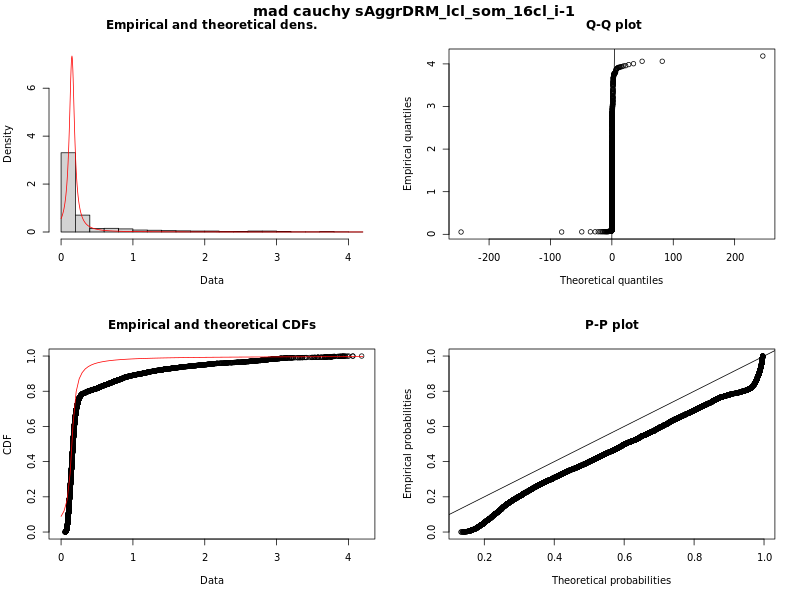 mad cauchy sAggrDRM_lcl_som_16cl_i-1
Empirical and theoretical dens.
Density
0 2 4 6
0 1 2 3 4
Data
Q-Q plot
Empirical quantiles
0 1 2 3 4
-200 -100 0 100 200
Theoretical quantiles
Empirical and theoretical CDFs
CDF
0.0 0.2 0.4 0.6 0.8 1.0
0 1 2 3 4
Data
P-P plot
Empirical probabilities
0.0 0.2 0.4 0.6 0.8 1.0
0.2 0.4 0.6 0.8 1.0
Theoretical probabilities